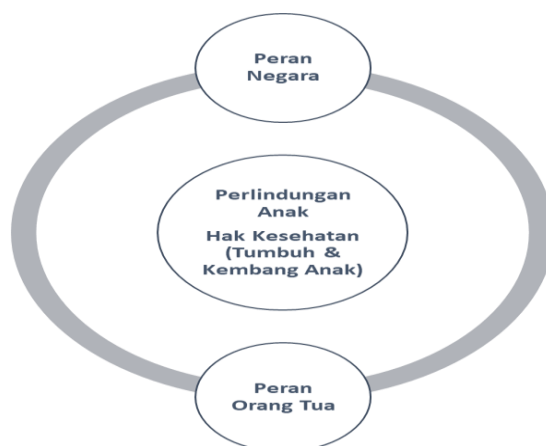 Peran
Negara
Perlindungan
Anak
Hak Kesehatan
(Tumbuh &
Kembang Anak)
Peran
Orang Tua